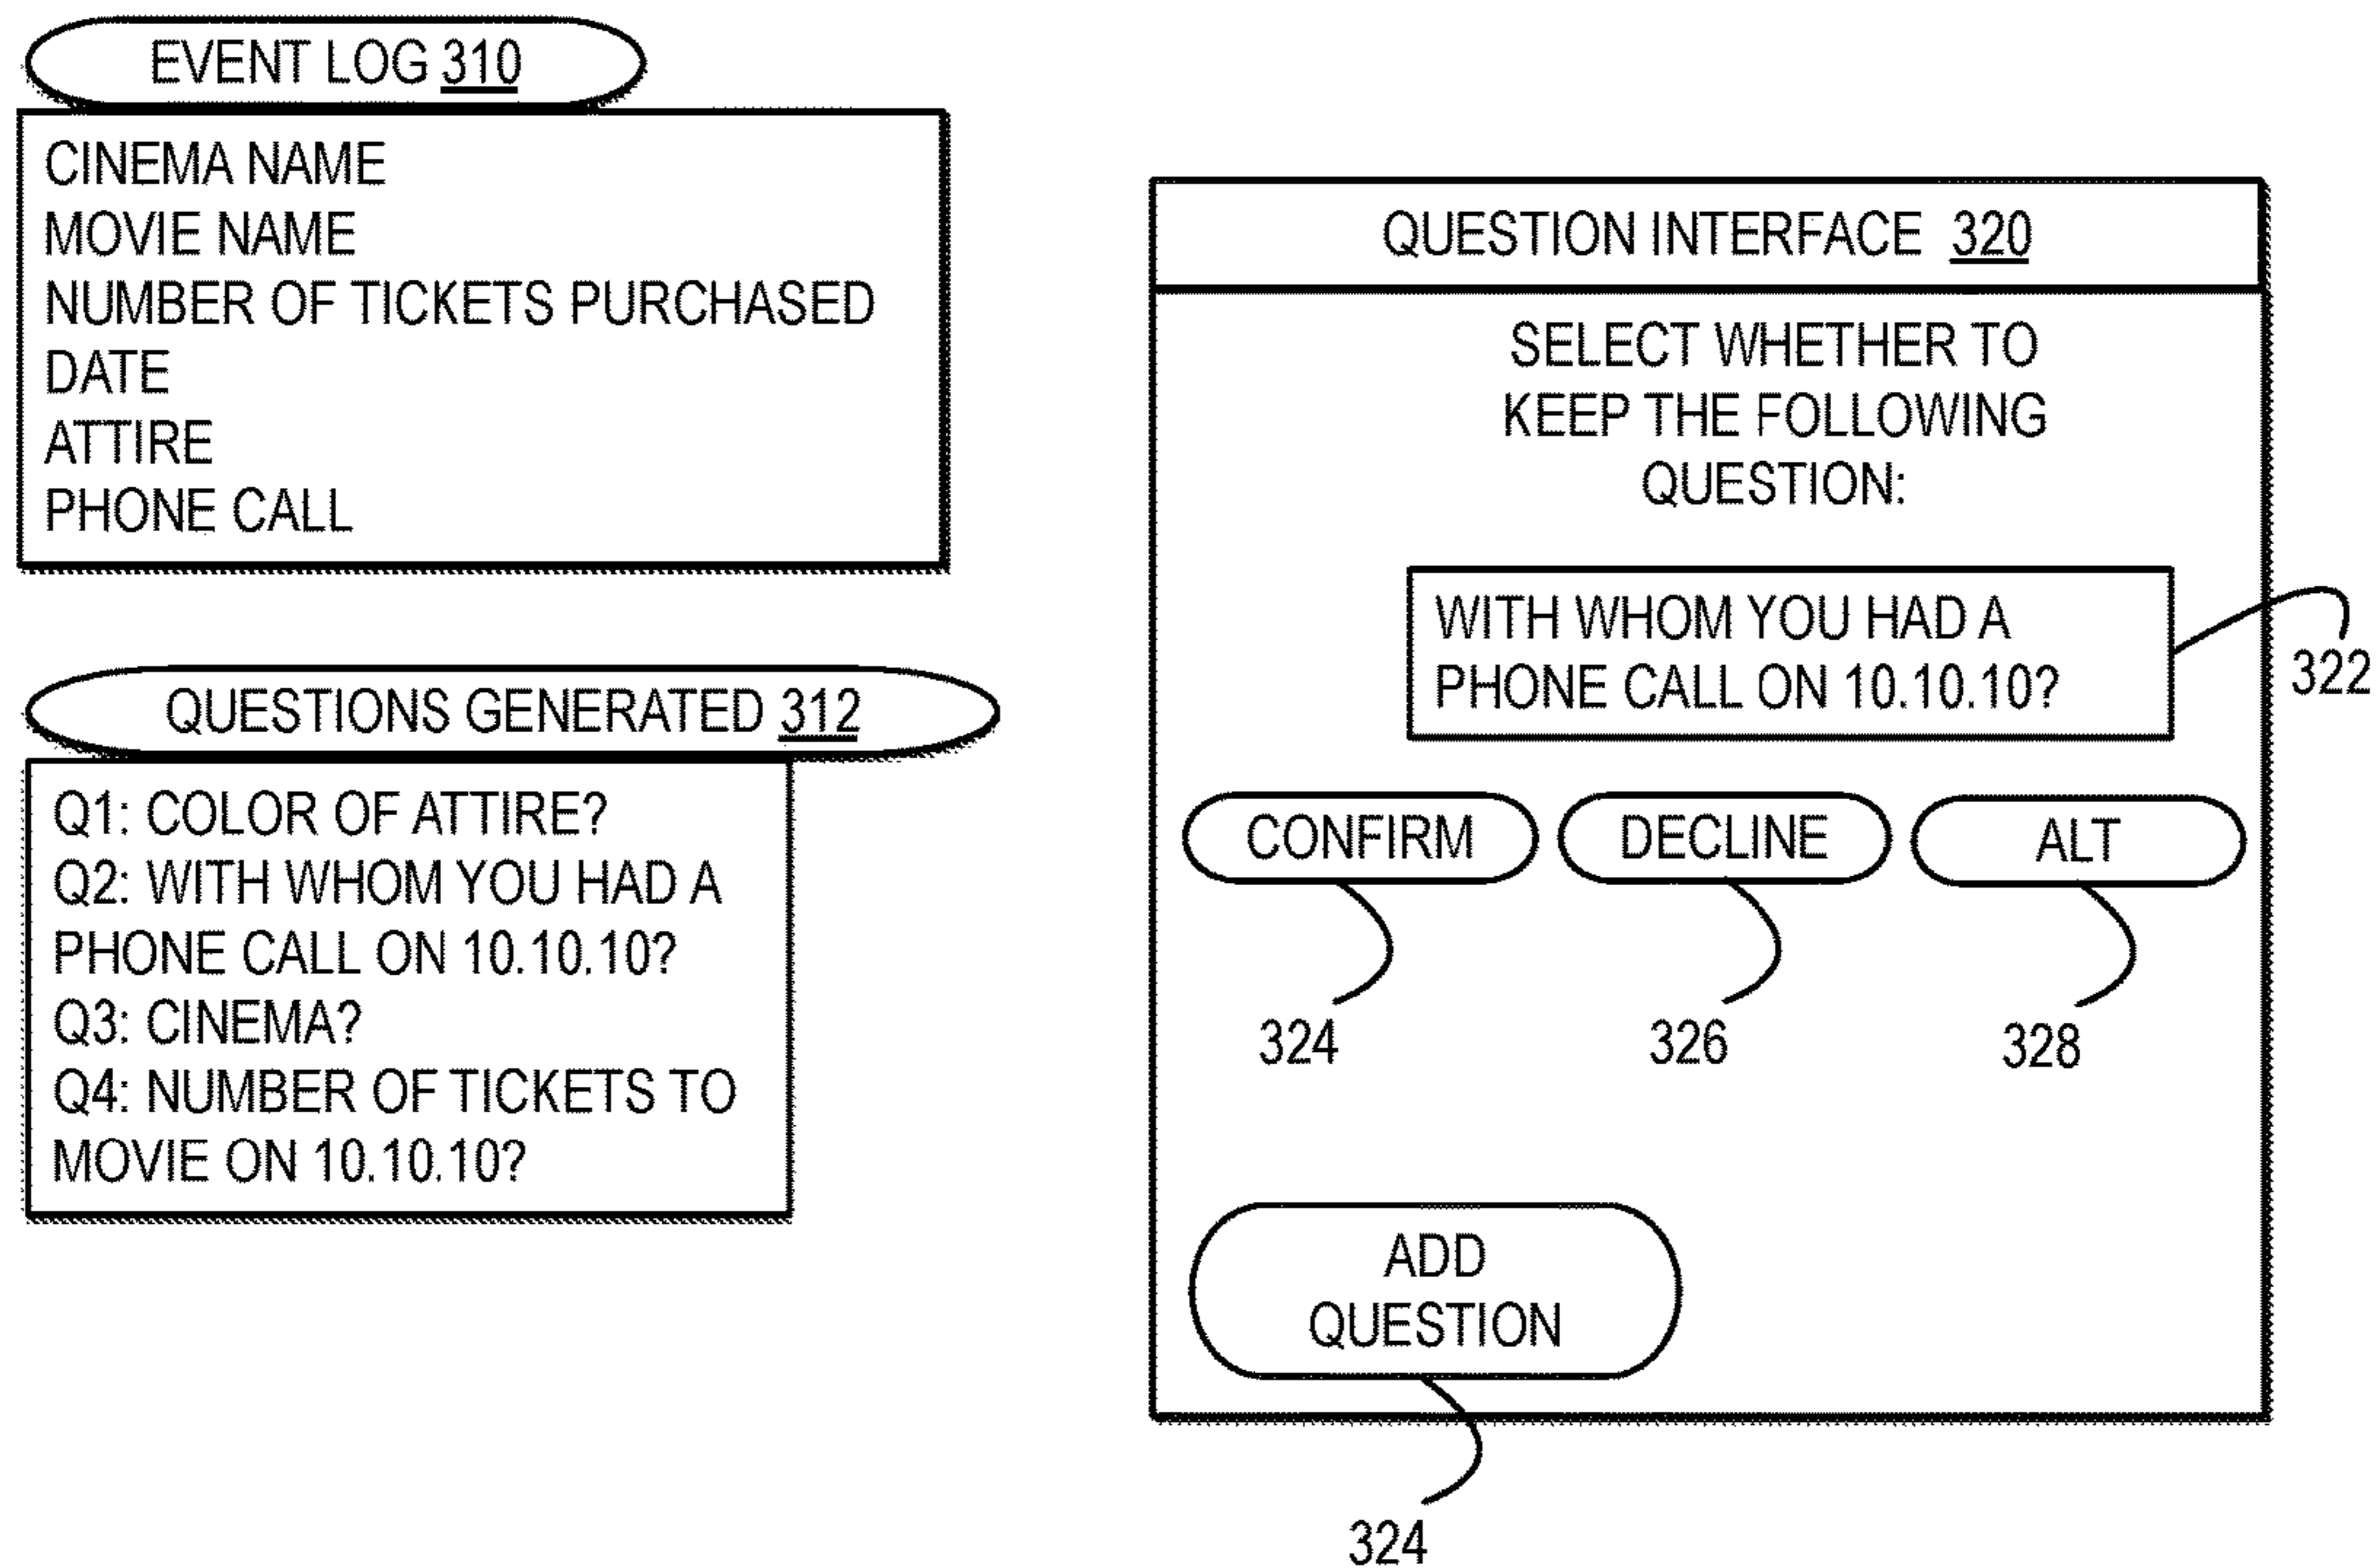 EVENT LOG 310
CINEMA NAME
MOVIE NAME
NUMBER OF TICKETS PURCHASED
DATE
ATTIRE
PHONE CALL
QUESTIONS GENERATED 312
Q1: COLOR OF ATTIRE?
Q2: WITH WHOM YOU HAD A
PHONE CALL ON 10.10.10?
Q3: CINEMA?
Q4: NUMBER OF TICKETS TO
MOVIE ON 10.10.10?
QUESTION INTERFACE 320
SELECT WHETHER TO
KEEP THE FOLLOWING
QUESTION:
WITH WHOM YOU HAD A
PHONE CALL ON 10.10.10?
322
CONFIRM
DECLINE
ALT
324
326
328
ADD
QUESTION
324